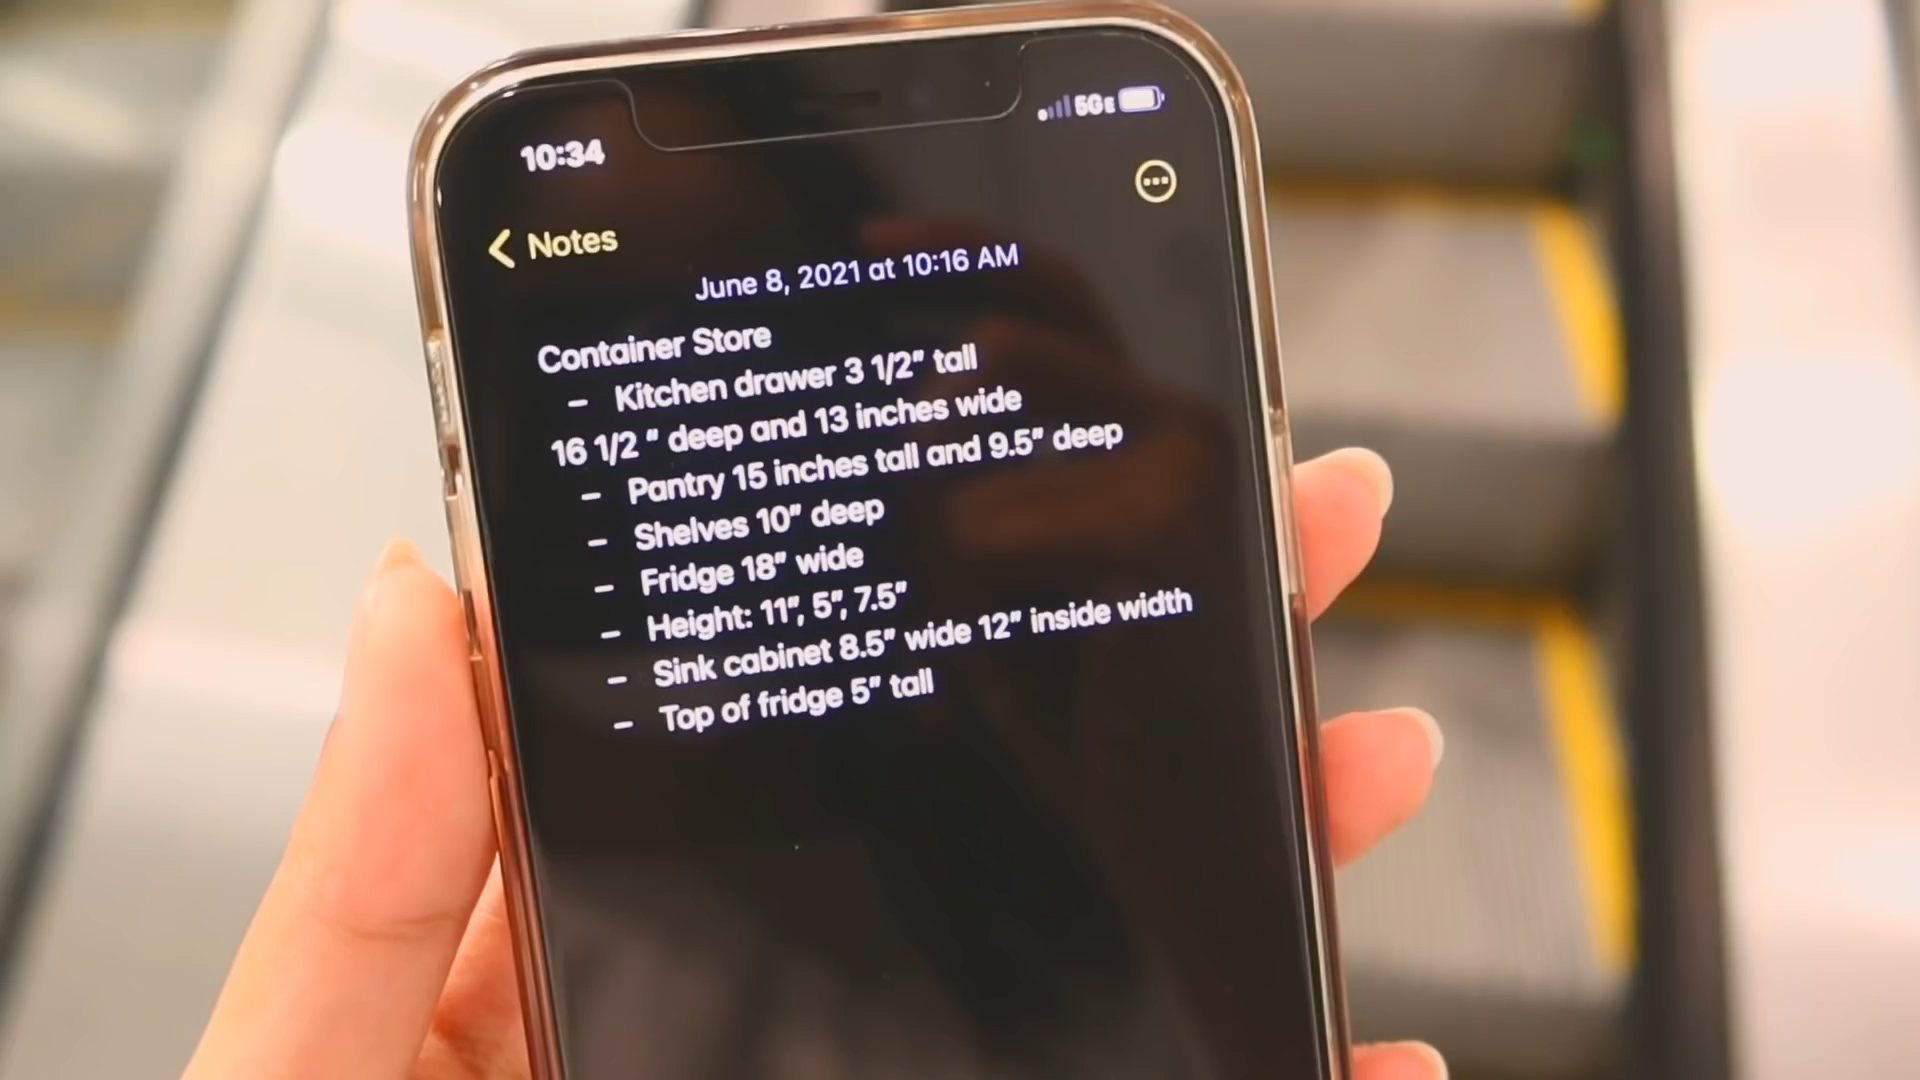 10:34 5GE
Notes
June 8, 2021 at 10:16 AM
Container Store
– Kitchen drawer 3 1/2" tall
16 1/2 " deep and 13 inches wide
– Pantry 15 inches tall and 9.5" deep
– Shelves 10" deep
– Fridge 18" wide
– Height: 11", 5", 7.5"
– Sink cabinet 8.5" wide 12" inside width
– Top of fridge 5" tall